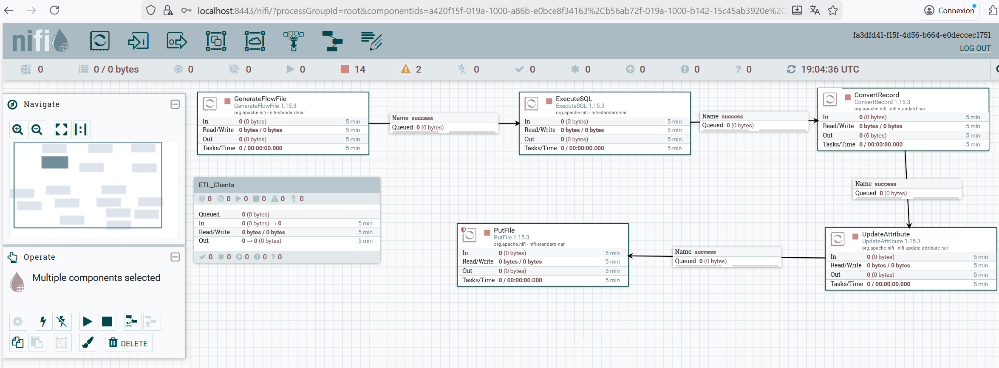 localhost:8443/nifi/?processGroupId=root&componentIds=a420f15f-019a-1000-a86b-e0bce8f34163%2Cb56ab72f-019a-1000-b142-15c45ab3920e%2C
Connexion
nifi
fa3dfd41-f15f-4d56-b664-e0deccec1751
LOG OUT
0 0 / 0 bytes 0 0 0 14 2 0 0 0 0 0 0 19:04:36 UTC
Navigate
Operate
Multiple components selected
DELETE
GenerateFlowFile
GenerateFlowFile 1.15.3
org.apache.nifi - nifi-standard-nar
In 0 (0 bytes) 5 min
Read/Write 0 bytes / 0 bytes 5 min
Out 0 (0 bytes) 5 min
Tasks/Time 0 / 00:00:00.000 5 min
Name success
Queued 0 (0 bytes)
ExecuteSQL
ExecuteSQL 1.15.3
org.apache.nifi - nifi-standard-nar
In 0 (0 bytes) 5 min
Read/Write 0 bytes / 0 bytes 5 min
Out 0 (0 bytes) 5 min
Tasks/Time 0 / 00:00:00.000 5 min
Name success
Queued 0 (0 bytes)
ConvertRecord
ConvertRecord 1.15.3
org.apache.nifi - nifi-standard-nar
In 0 (0 bytes) 5 min
Read/Write 0 bytes / 0 bytes 5 min
Out 0 (0 bytes) 5 min
Tasks/Time 0 / 00:00:00.000 5 min
Name success
Queued 0 (0 bytes)
ETL_Clients
0 0 0 0 0 0
Queued 0 (0 bytes)
In 0 (0 bytes) → 0 5 min
Read/Write 0 bytes / 0 bytes 5 min
Out 0 → 0 (0 bytes) 5 min
0 0 0 0 ? 0
PutFile
PutFile 1.15.3
org.apache.nifi - nifi-standard-nar
In 0 (0 bytes) 5 min
Read/Write 0 bytes / 0 bytes 5 min
Out 0 (0 bytes) 5 min
Tasks/Time 0 / 00:00:00.000 5 min
Name success
Queued 0 (0 bytes)
UpdateAttribute
UpdateAttribute 1.15.3
org.apache.nifi - nifi-update-attribute-nar
In 0 (0 bytes) 5 min
Read/Write 0 bytes / 0 bytes 5 min
Out 0 (0 bytes) 5 min
Tasks/Time 0 / 00:00:00.000 5 min